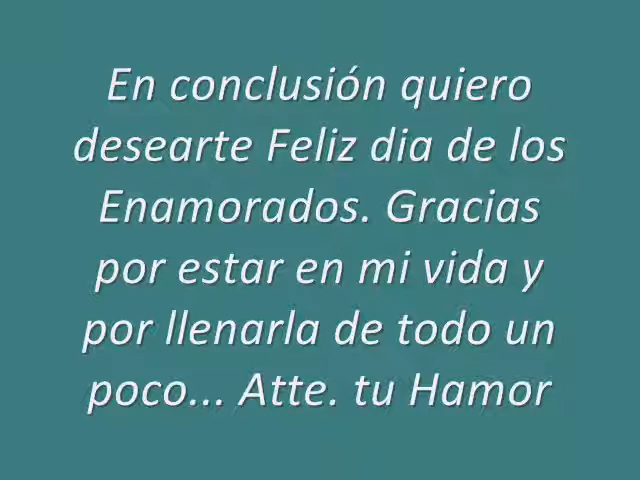 En conclusión quiero
desearte Feliz dia de los
Enamorados. Gracias
por estar en mi vida y
por llenarla de todo un
poco... Atte. tu Hamor